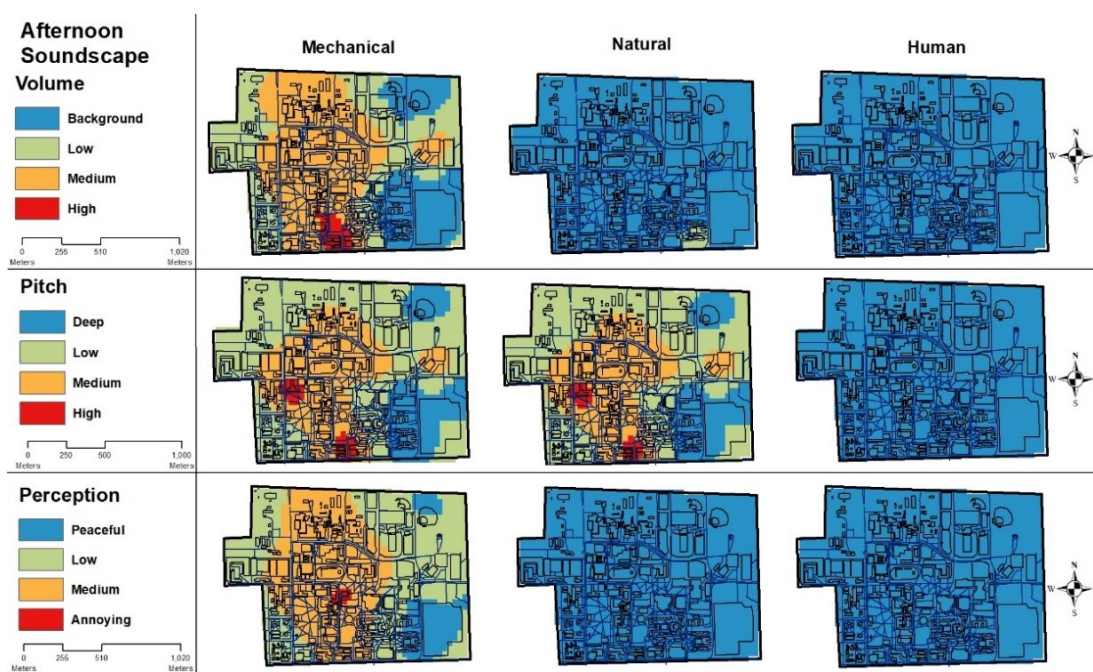 Afternoon
Soundscape
Mechanical
Natural
Human
Volume
Background
Low
Medium
High
0 255 510 1,020
Meters Meters
N
W
S
Pitch
Deep
Low
Medium
High
0 250 500 1,000
Meters Meters
N
W
S
Perception
Peaceful
Low
Medium
Annoying
0 255 510 1,020
Meters Meters
N
W
S